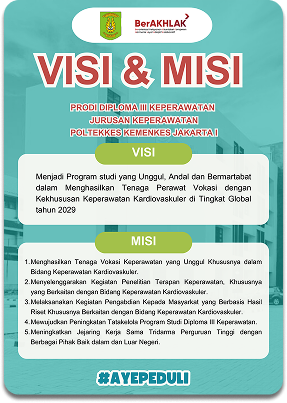 BerAKHLAK
VISI & MISI
PRODI DIPLOMA III KEPERAWATAN
JURUSAN KEPERAWATAN
POLTEKKES KEMENKES JAKARTA I
VISI
Menjadi Program studi yang Unggul, Andal dan Bermartabat
dalam Menghasilkan Tenaga Perawat Vokasi dengan
Kekhususan Keperawatan Kardiovaskuler di Tingkat Global
tahun 2029
MISI
1.Menghasilkan Tenaga Vokasi Keperawatan yang Unggul Khususnya dalam
Bidang Keperawatan Kardiovaskuler.
2.Menyelenggarakan Kegiatan Penelitian Terapan Keperawatan, Khususnya
yang Berkaitan dengan Bidang Keperawatan Kardiovaskuler.
3.Melaksanakan Kegiatan Pengabdian Kepada Masyarkat yang Berbasis Hasil
Riset Khususnya Berkaitan dengan Bidang Keperawatan Kardiovaskuler.
4.Mewujudkan Peningkatan Tatakelola Program Studi Diploma III Keperawatan.
5.Meningkatkan Jejaring Kerja Sama Tridarma Perguruan Tinggi dengan
Berbagai Pihak Baik dalam dan Luar Negeri.
#AYEPEDULI